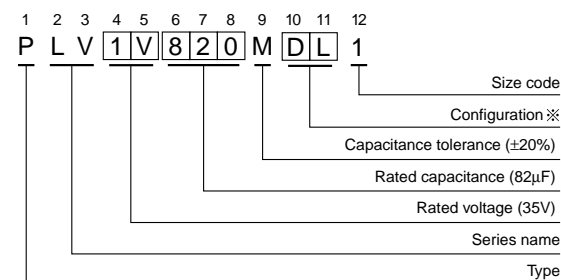 1 2 3 4 5 6 7 8 9 10 11 12
P L V 1 V 8 2 0 M D L 1
Size code
Configuration※
Capacitance tolerance (±20%)
Rated capacitance (82µF)
Rated voltage (35V)
Series name
Type